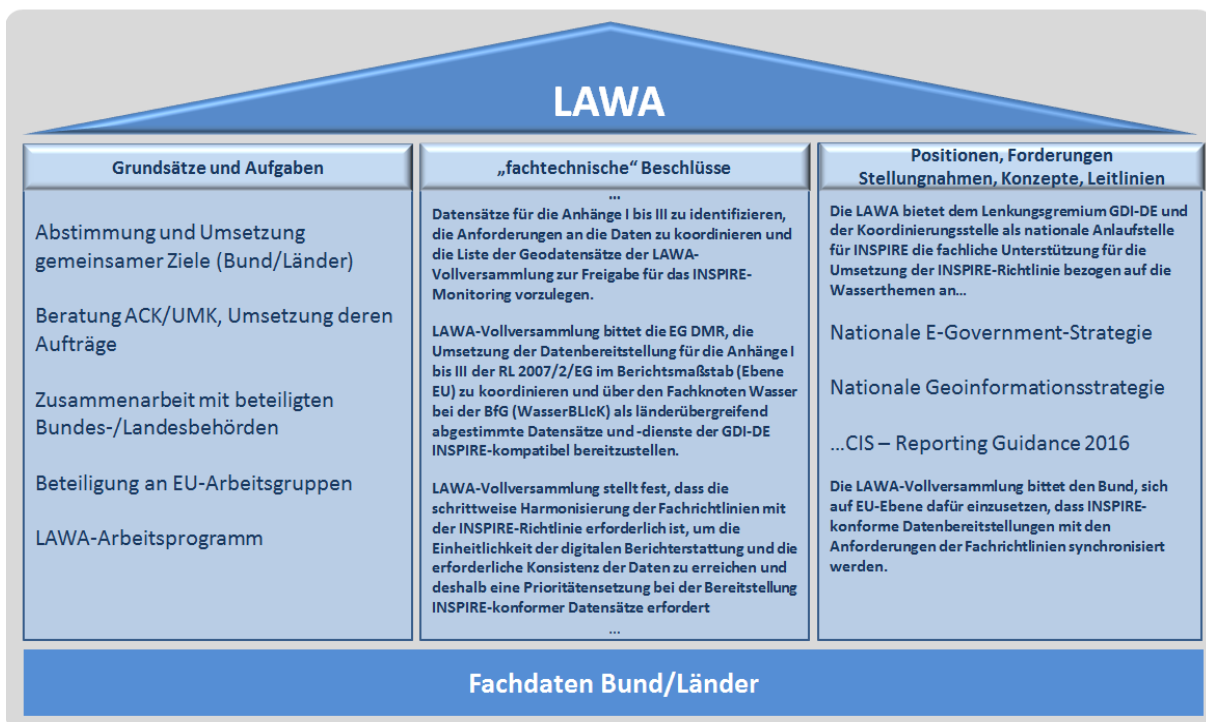 LAWA
Grundsätze und Aufgaben
Abstimmung und Umsetzung
gemeinsamer Ziele (Bund/Länder)
Beratung ACK/UMK, Umsetzung deren
Aufträge
Zusammenarbeit mit beteiligten
Bundes-/Landesbehörden
Beteiligung an EU-Arbeitsgruppen
LAWA-Arbeitsprogramm
„fachtechnische“ Beschlüsse
...
Datensätze für die Anhänge I bis III zu identifizieren,
die Anforderungen an die Daten zu koordinieren und
die Liste der Geodatensätze der LAWA-
Vollversammlung zur Freigabe für das INSPIRE-
Monitoring vorzulegen.
LAWA-Vollversammlung bittet die EG DMR, die
Umsetzung der Datenbereitstellung für die Anhänge I
bis III der RL 2007/2/EG im Berichtsmaßstab (Ebene
EU) zu koordinieren und über den Fachknoten Wasser
bei der BfG (WasserBLIcK) als länderübergreifend
abgestimmte Datensätze und -dienste der GDI-DE
INSPIRE-kompatibel bereitzustellen.
LAWA-Vollversammlung stellt fest, dass die
schrittweise Harmonisierung der Fachrichtlinien mit
der INSPIRE-Richtlinie erforderlich ist, um die
Einheitlichkeit der digitalen Berichterstattung und die
erforderliche Konsistenz der Daten zu erreichen und
deshalb eine Prioritätensetzung bei der Bereitstellung
INSPIRE-konformer Datensätze erfordert
...
Positionen, Forderungen
Stellungnahmen, Konzepte, Leitlinien
Die LAWA bietet dem Lenkungsgremium GDI-DE und
der Koordinierungsstelle als nationale Anlaufstelle
für INSPIRE die fachliche Unterstützung für die
Umsetzung der INSPIRE-Richtlinie bezogen auf die
Wasserthemen an...
Nationale E-Government-Strategie
Nationale Geoinformationsstrategie
...CIS – Reporting Guidance 2016
Die LAWA-Vollversammlung bittet den Bund, sich
auf EU-Ebene dafür einzusetzen, dass INSPIRE-
konforme Datenbereitstellungen mit den
Anforderungen der Fachrichtlinien synchronisiert
werden.
Fachdaten Bund/Länder